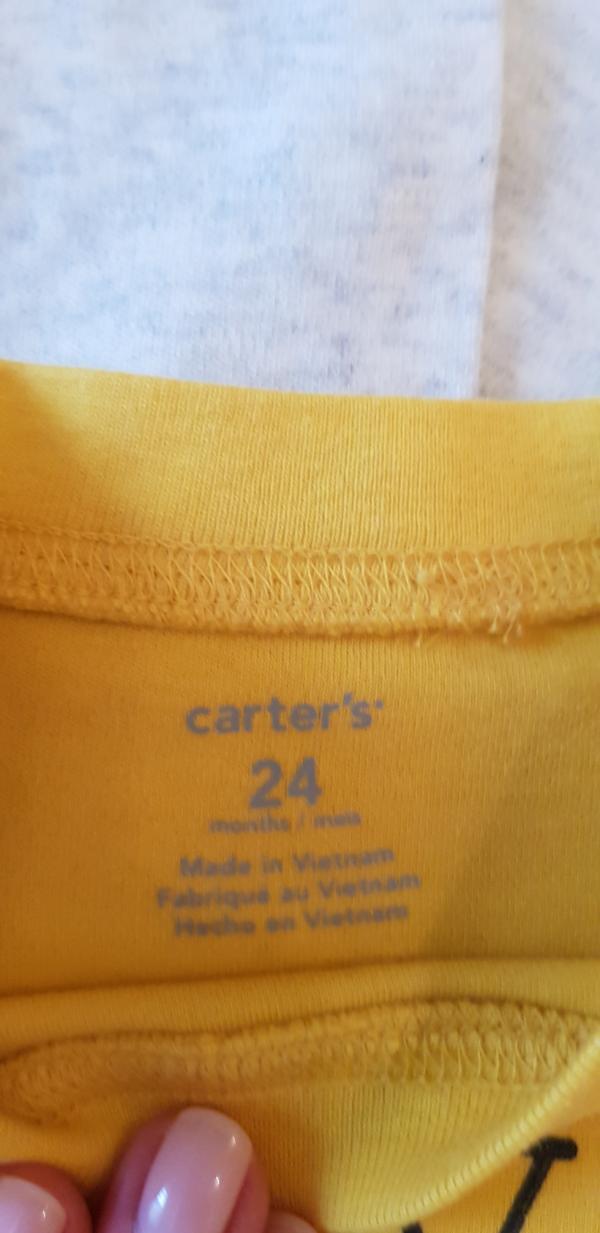 carter's
24
months / mois
Made in Vietnam
Fabriqué au Vietnam
Hecho en Vietnam